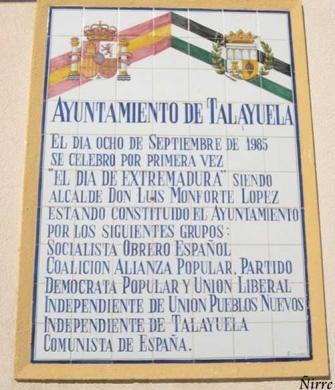 AYUNTAMIENTO DE TALAYUELA
EL DIA OCHO DE SEPTIEMBRE DE 1985
SE CELEBRO POR PRIMERA VEZ
"EL DIA DE EXTREMADURA" SIENDO
ALCALDE DON LUIS MONFORTE LOPEZ
ESTANDO CONSTITUIDO EL AYUNTAMIENTO
POR LOS SIGUIENTES GRUPOS:
SOCIALISTA OBRERO ESPAÑOL
COALICION ALIANZA POPULAR, PARTIDO
DEMOCRATA POPULAR Y UNION LIBERAL
INDEPENDIENTE DE UNION PUEBLOS NUEVOS
INDEPENDIENTE DE TALAYUELA
COMUNISTA DE ESPAÑA.
Ñirre